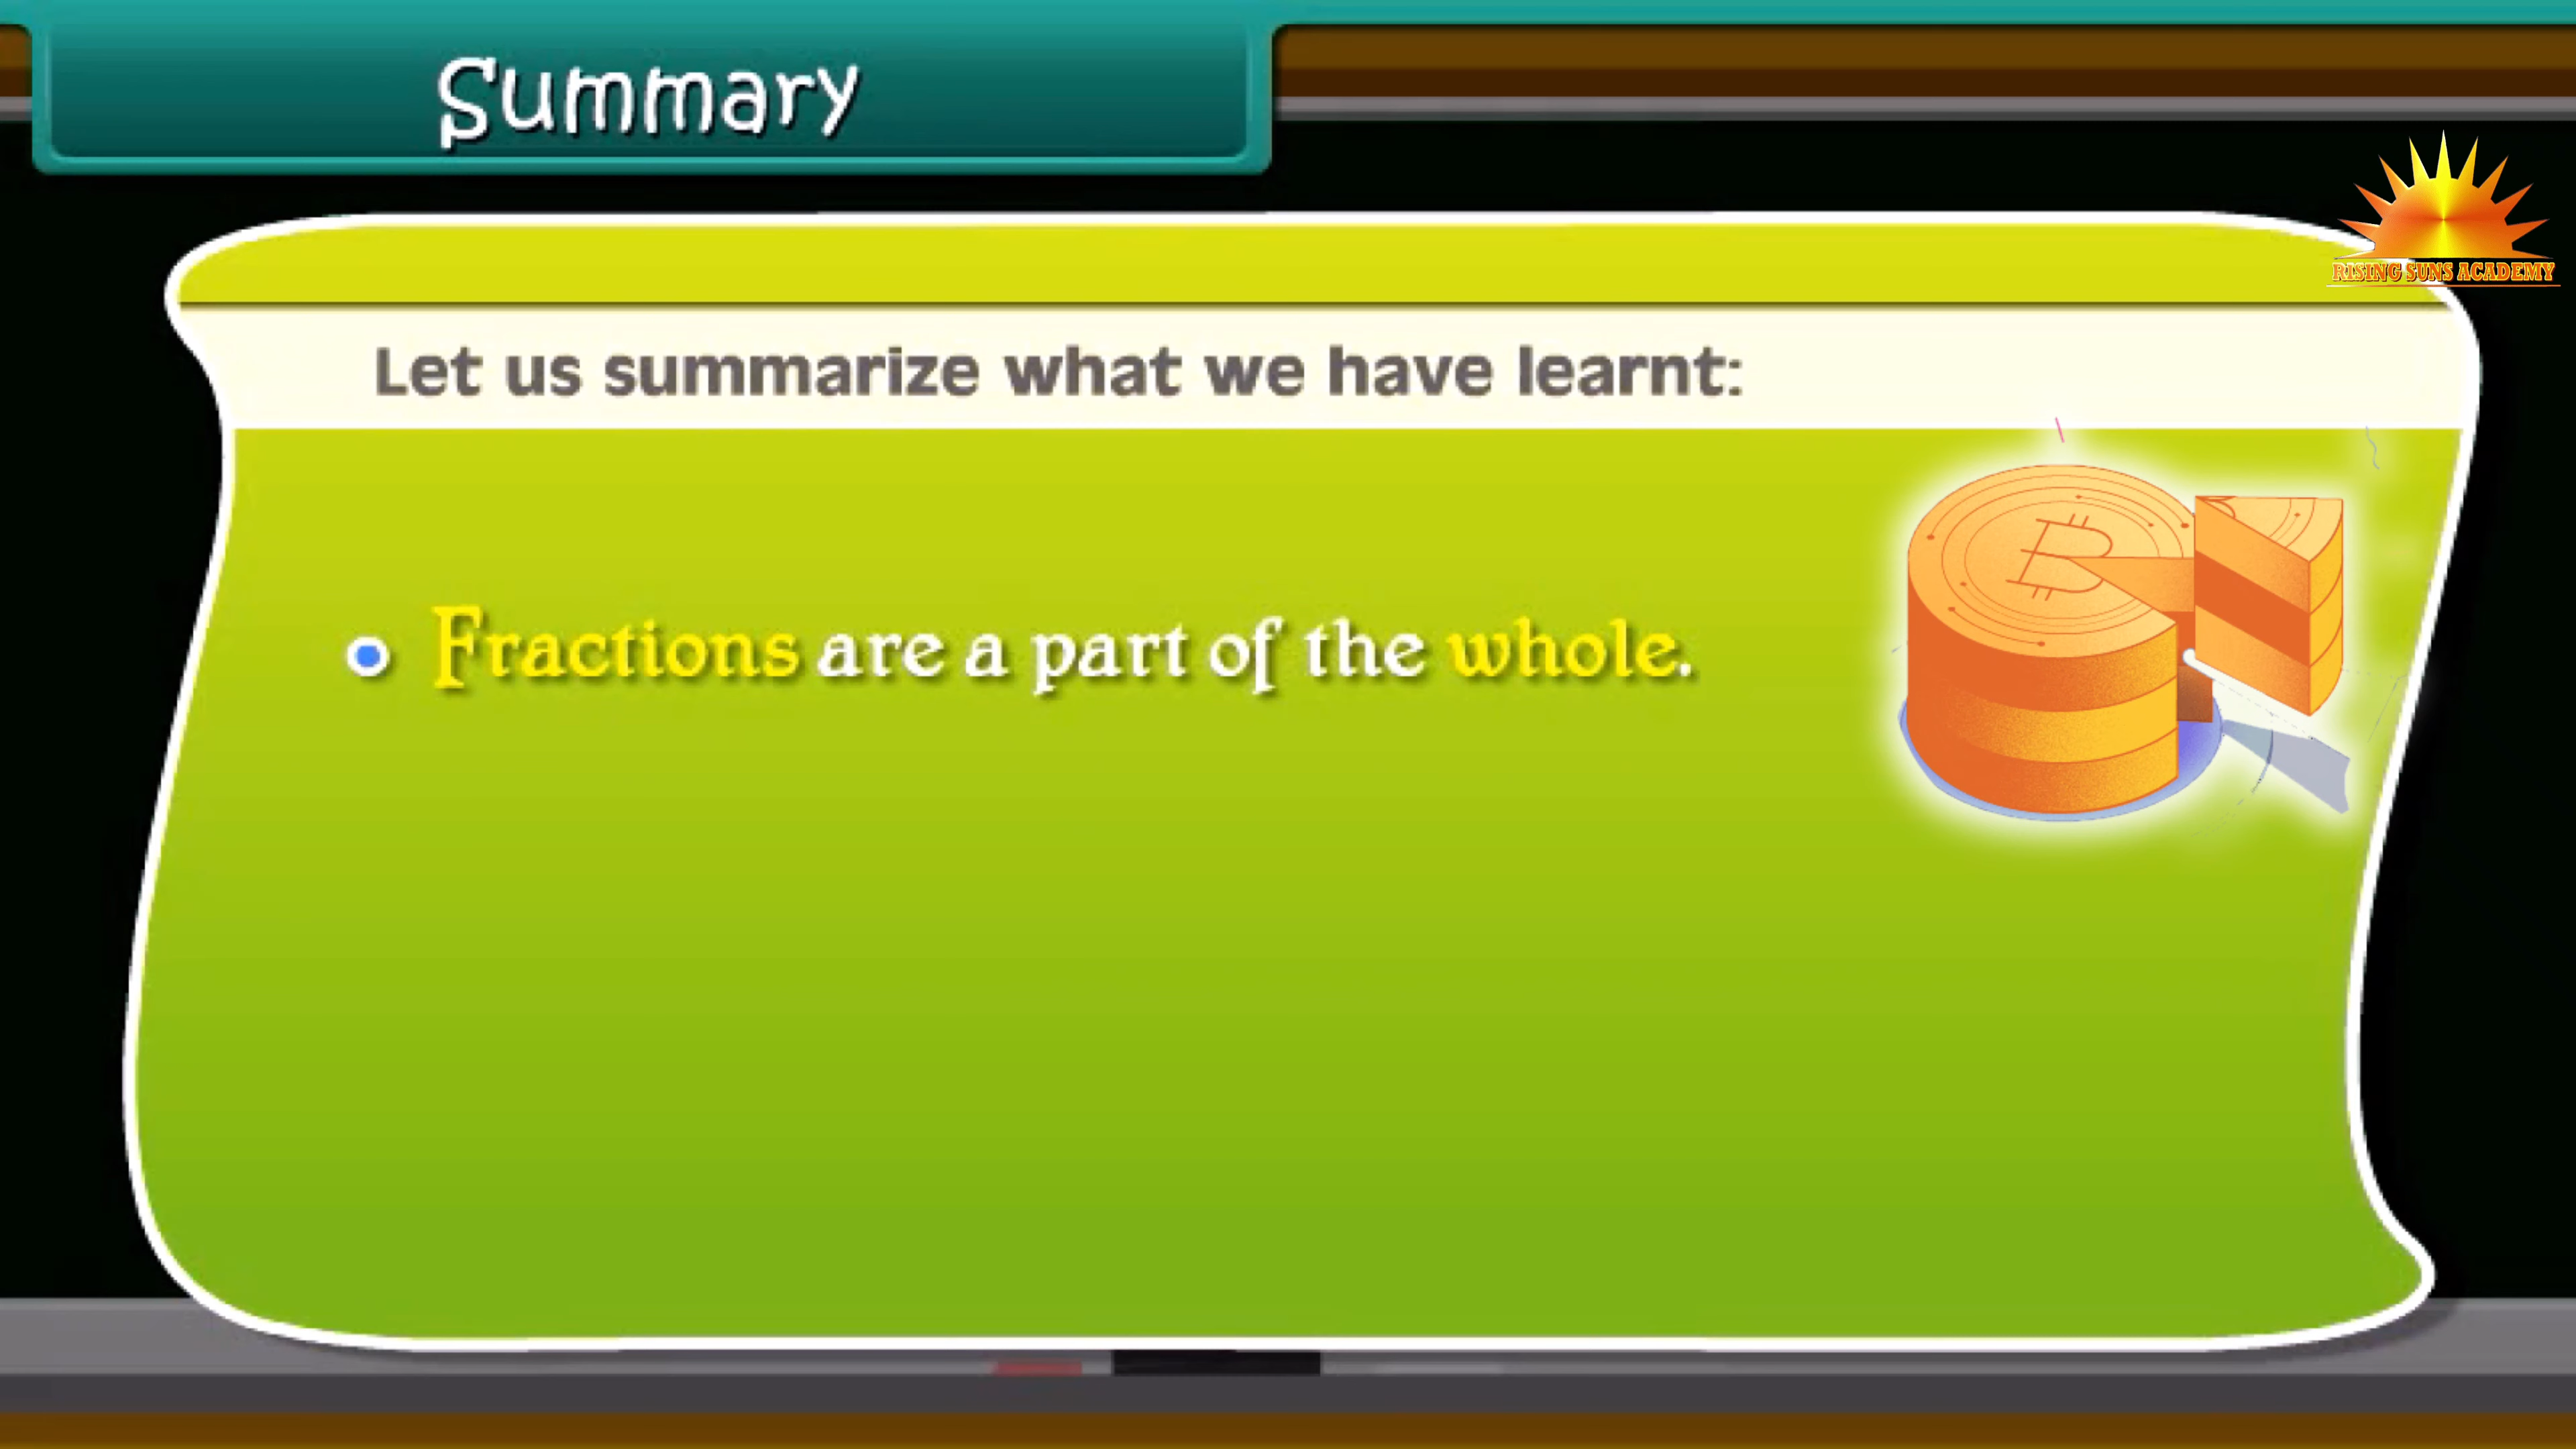 Summary
RISING SUNS ACADEMY
Let us summarize what we have learnt:
Fractions are a part of the whole.